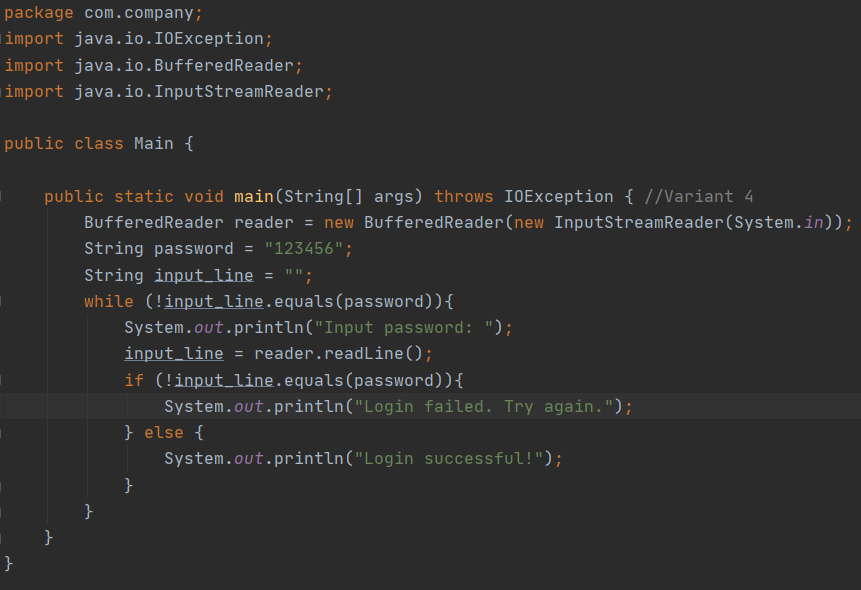 package com.company;
import java.io.IOException;
import java.io.BufferedReader;
import java.io.InputStreamReader;

public class Main {

    public static void main(String[] args) throws IOException { //Variant 4
        BufferedReader reader = new BufferedReader(new InputStreamReader(System.in));
        String password = "123456";
        String input_line = "";
        while (!input_line.equals(password)){
            System.out.println("Input password: ");
            input_line = reader.readLine();
            if (!input_line.equals(password)){
                System.out.println("Login failed. Try again.");
            } else {
                System.out.println("Login successful!");
            }
        }
    }
}